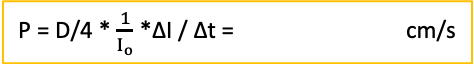 P = D/4 * 1/I₀ *ΔI / Δt = cm/s